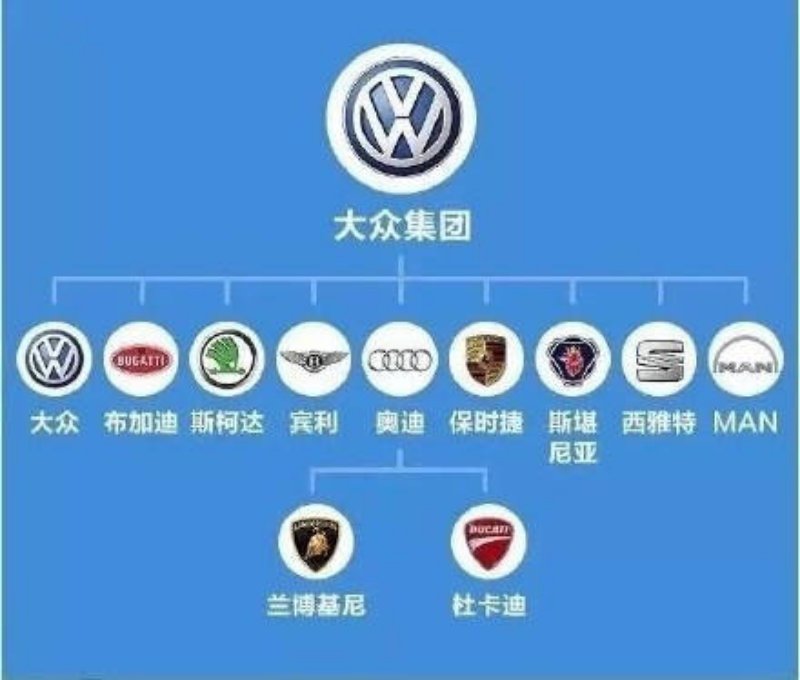 大众集团
BUGATTI
MAN
大众
布加迪
斯柯达
宾利
奥迪
保时捷
斯堪
尼亚
西雅特
MAN
DUCATI
兰博基尼
杜卡迪